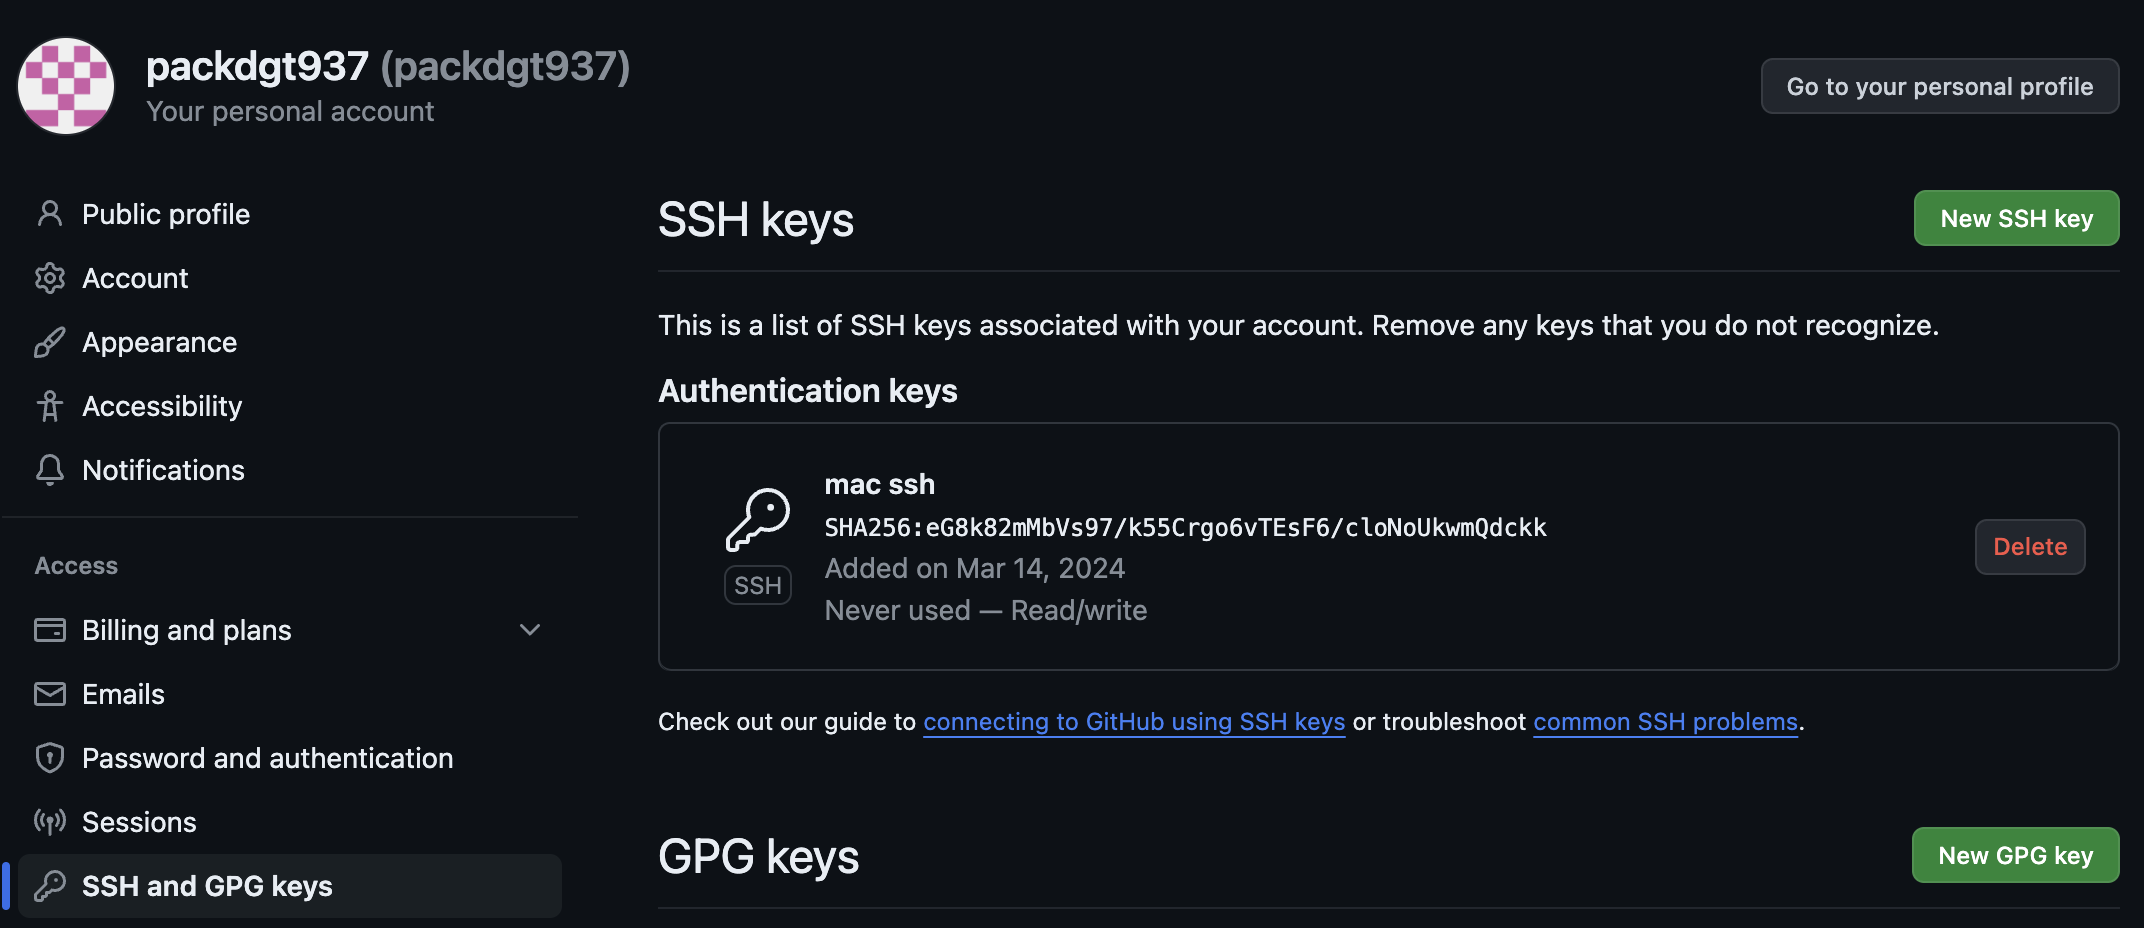 packdgt937 (packdgt937)
Your personal account
Go to your personal profile
Public profile
Account
Appearance
Accessibility
Notifications
Access
Billing and plans
Emails
Password and authentication
Sessions
SSH and GPG keys
SSH keys
New SSH key
This is a list of SSH keys associated with your account. Remove any keys that you do not recognize.
Authentication keys
mac ssh
SHA256:eG8k82mMbVs97/k55Crgo6vTEsF6/cloNoUkwmQdckk
Added on Mar 14, 2024
Never used — Read/write
SSH
Delete
Check out our guide to connecting to GitHub using SSH keys or troubleshoot common SSH problems.
GPG keys
New GPG key